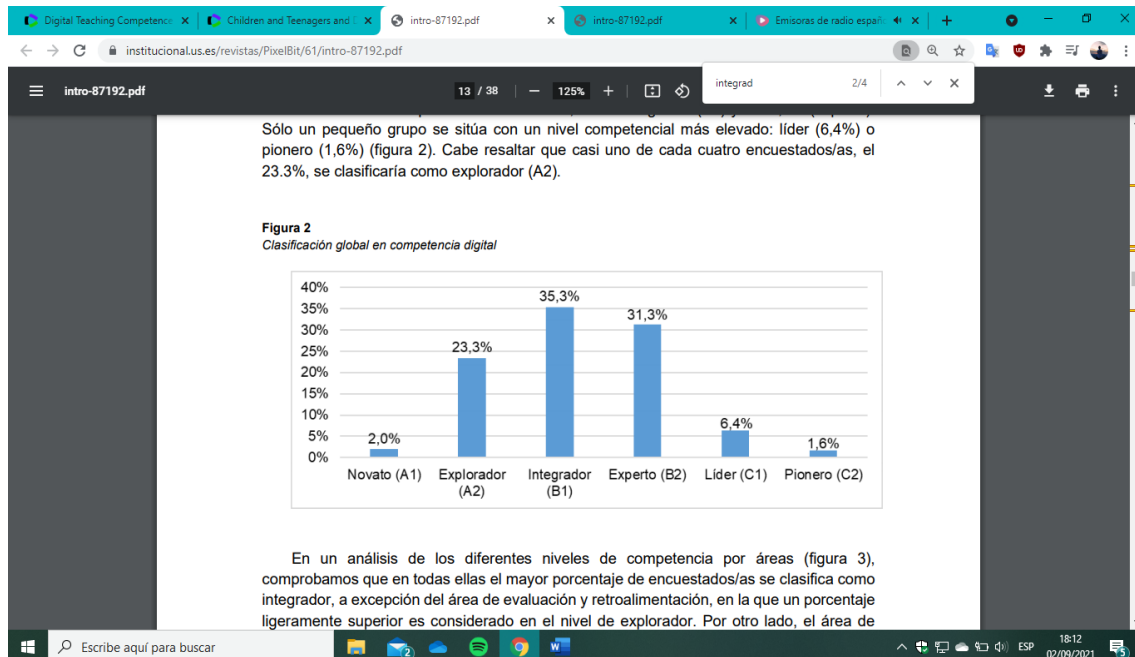 Digital Teaching Competence
Children and Teenagers and D
intro-87192.pdf
intro-87192.pdf
Emisoras de radio españo
institucional.us.es/revistas/PixelBit/61/intro-87192.pdf
intro-87192.pdf
13 / 38
125%
integrad
2/4
Sólo un pequeño grupo se sitúa con un nivel competencial más elevado: líder (6,4%) o
pionero (1,6%) (figura 2). Cabe resaltar que casi uno de cada cuatro encuestados/as, el
23.3%, se clasificaría como explorador (A2).
Figura 2
Clasificación global en competencia digital
40%
35%
30%
25%
20%
15%
10%
5%
0%
2,0%
23,3%
35,3%
31,3%
6,4%
1,6%
Novato (A1)
Explorador
(A2)
Integrador
(B1)
Experto (B2)
Líder (C1)
Pionero (C2)
En un análisis de los diferentes niveles de competencia por áreas (figura 3),
comprobamos que en todas ellas el mayor porcentaje de encuestados/as se clasifica como
integrador, a excepción del área de evaluación y retroalimentación, en la que un porcentaje
ligeramente superior es considerado en el nivel de explorador. Por otro lado, el área de
Escribe aquí para buscar
2
ESP
18:12
02/09/2021
5